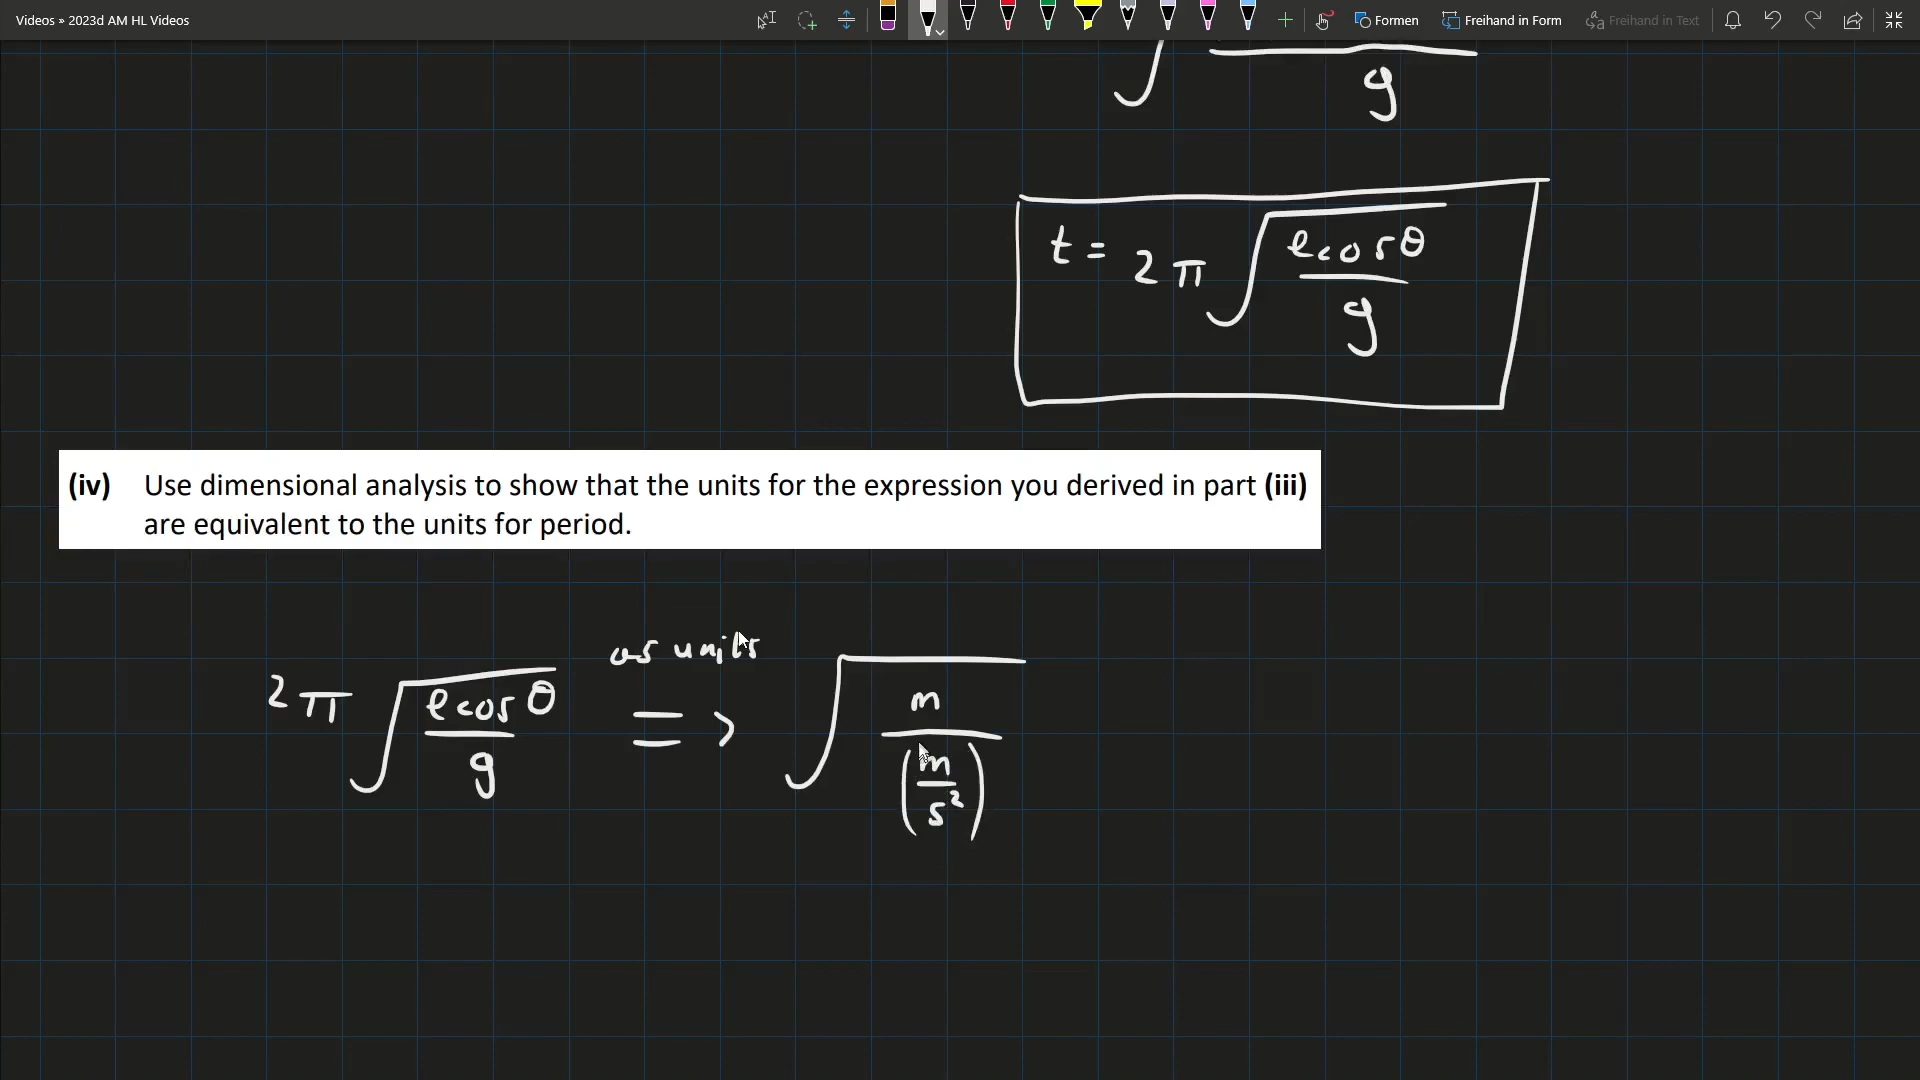 Videos » 2023d AM HL Videos
Formen
Freihand in Form
Freihand in Text
g
t = 2π √(ℓcosθ / g)
(iv) Use dimensional analysis to show that the units for the expression you derived in part (iii)
are equivalent to the units for period.
as units
2π √(ℓcosθ / g) => √(m / (m / s²))